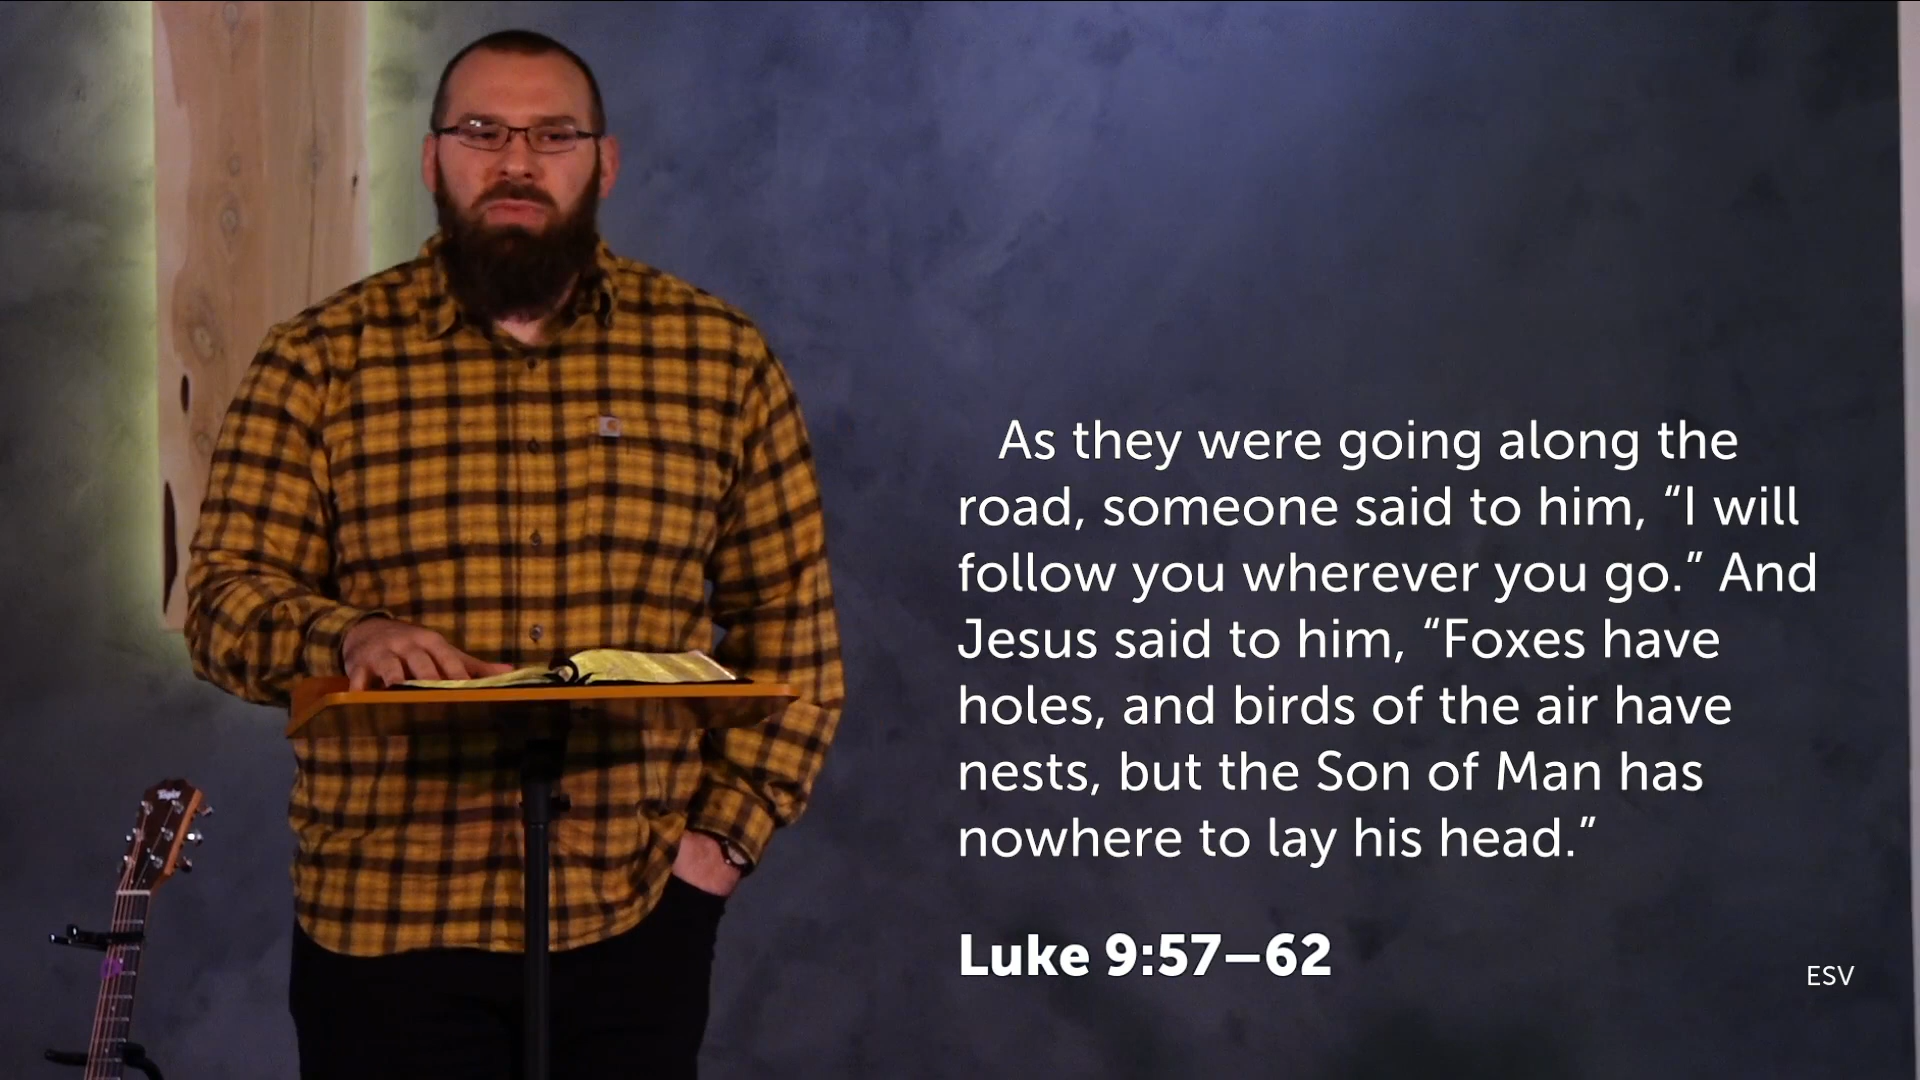 As they were going along the
road, someone said to him, “I will
follow you wherever you go.” And
Jesus said to him, “Foxes have
holes, and birds of the air have
nests, but the Son of Man has
nowhere to lay his head.”
Luke 9:57–62
ESV
Taylor